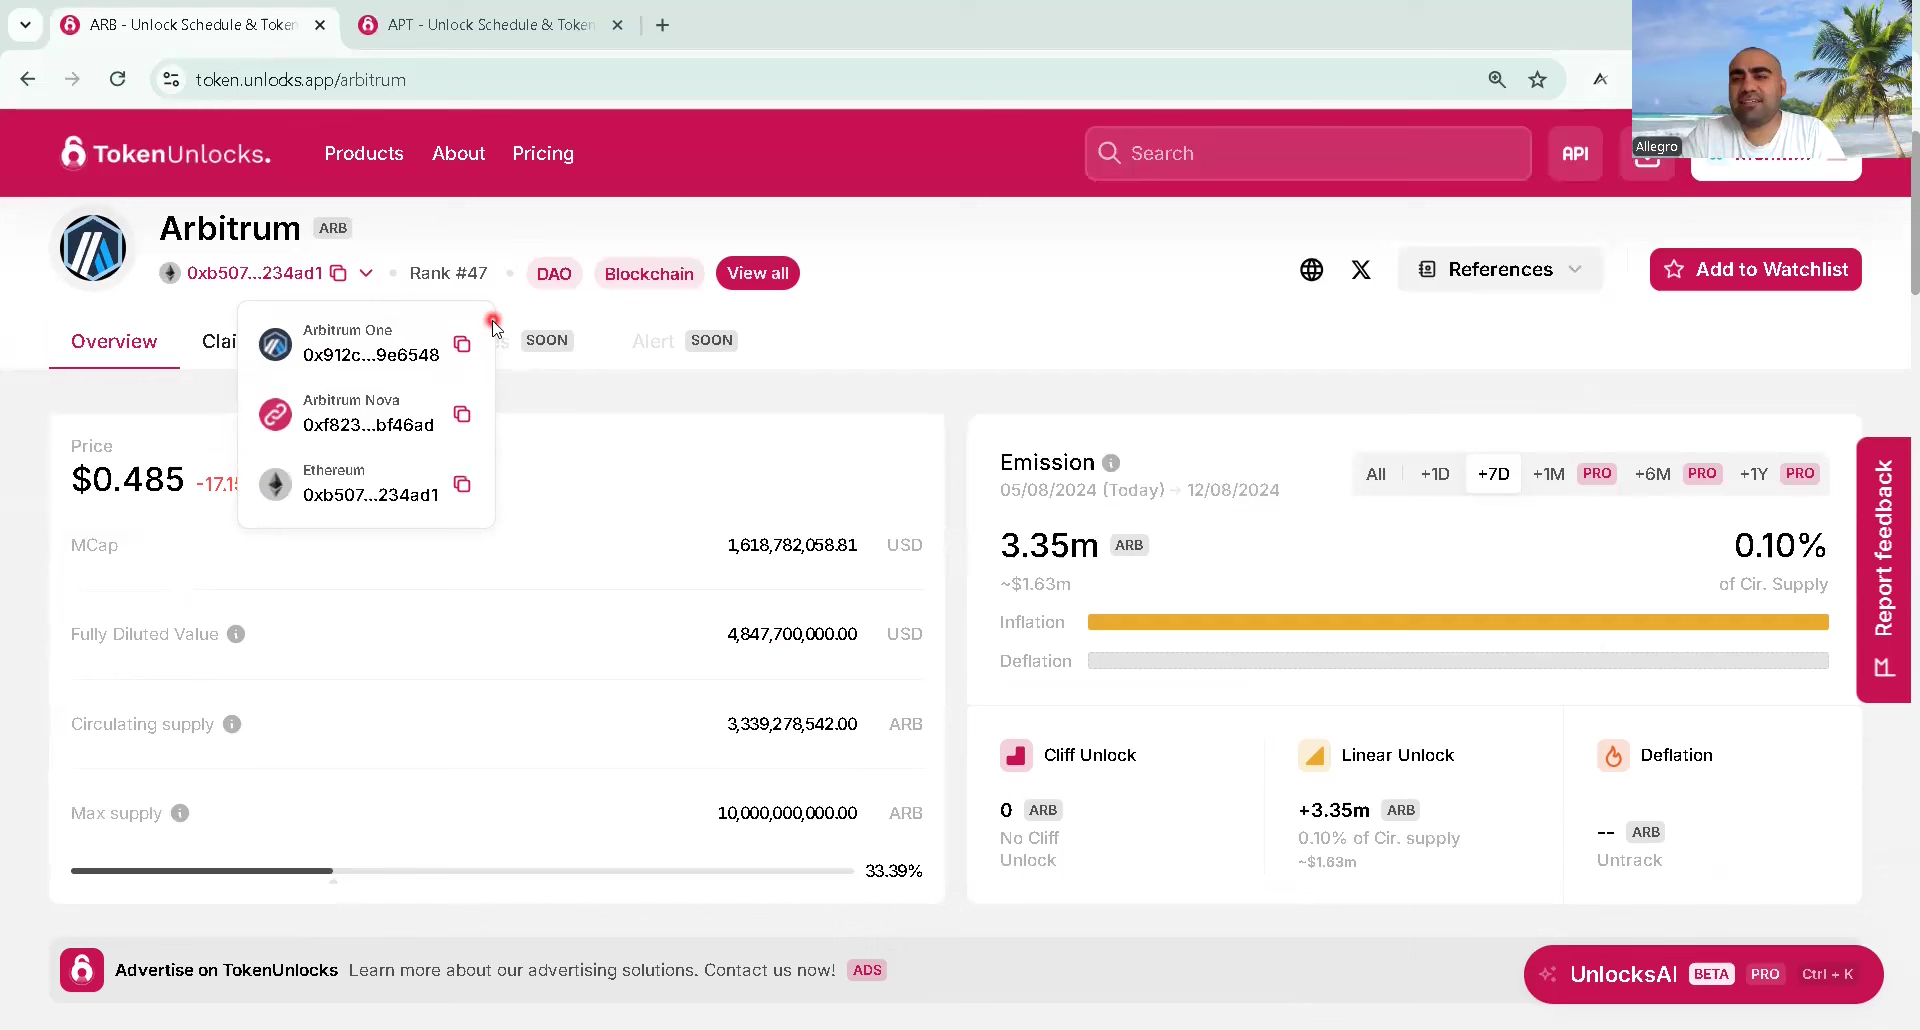 ARB - Unlock Schedule & Token
APT - Unlock Schedule & Token
token.unlocks.app/arbitrum
TokenUnlocks.
Products
About
Pricing
Search
API
Allegro
Arbitrum ARB
0xb507...234ad1
Rank #47
DAO
Blockchain
View all
References
Add to Watchlist
Overview
Clai
SOON
Alert SOON
Arbitrum One
0x912c...9e6548
Arbitrum Nova
0xf823...bf46ad
Ethereum
0xb507...234ad1
Price
$0.485
MCap 1,618,782,058.81 USD
Fully Diluted Value 4,847,700,000.00 USD
Circulating supply 3,339,278,542.00 ARB
Max supply 10,000,000,000.00 ARB
33.39%
Emission
05/08/2024 (Today) → 12/08/2024
All +1D +7D +1M PRO +6M PRO +1Y PRO
3.35m ARB 0.10%
~$1.63m of Cir. Supply
Inflation
Deflation
Cliff Unlock
0 ARB
No Cliff
Unlock
Linear Unlock
+3.35m ARB
0.10% of Cir. supply
~$1.63m
Deflation
-- ARB
Untrack
Report feedback
Advertise on TokenUnlocks Learn more about our advertising solutions. Contact us now! ADS
UnlocksAI BETA PRO Ctrl + K